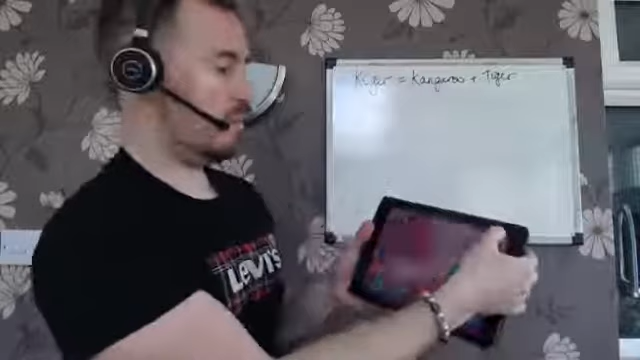 Kiger = Kangaroo + Tiger
LEVI'S